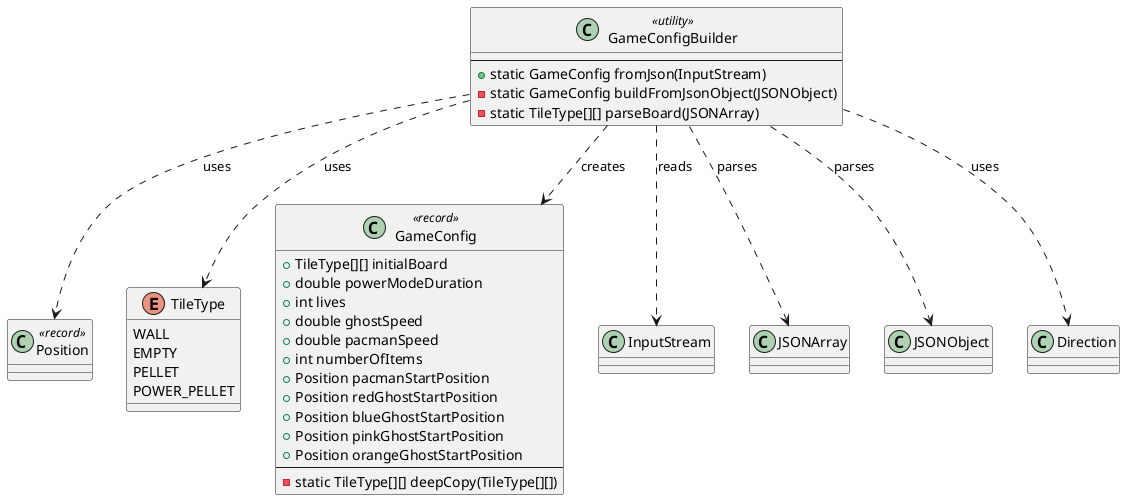 C
«utility»
GameConfigBuilder
static GameConfig fromJson(InputStream)
static GameConfig buildFromJsonObject(JSONObject)
static TileType[][] parseBoard(JSONArray)
uses
uses
creates
reads
parses
parses
uses
C
«record»
Position
E
TileType
WALL
EMPTY
PELLET
POWER_PELLET
C
«record»
GameConfig
TileType[][] initialBoard
double powerModeDuration
int lives
double ghostSpeed
double pacmanSpeed
int numberOfItems
Position pacmanStartPosition
Position redGhostStartPosition
Position blueGhostStartPosition
Position pinkGhostStartPosition
Position orangeGhostStartPosition
static TileType[][] deepCopy(TileType[][])
C
InputStream
C
JSONArray
C
JSONObject
C
Direction